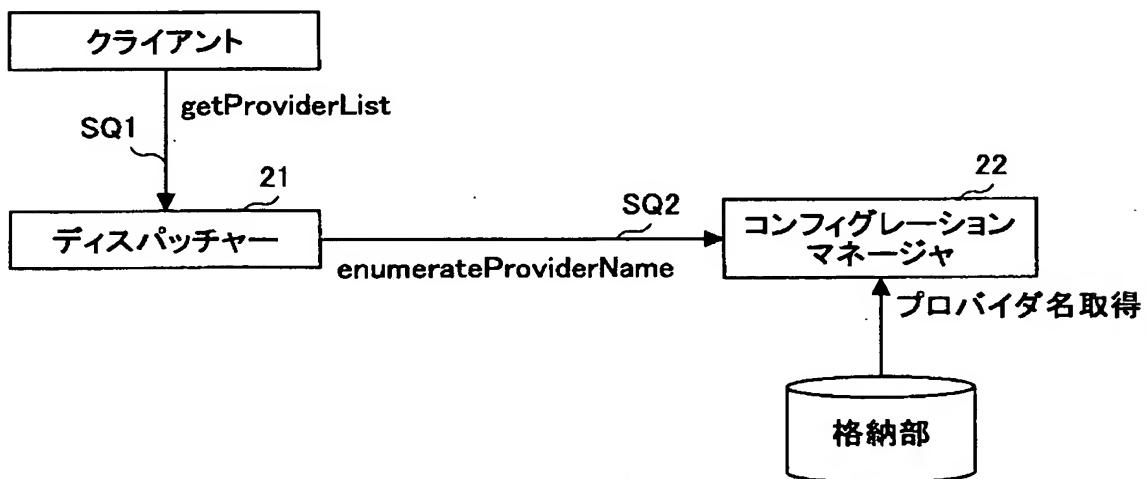 クライアント
getProviderList
SQ1
21
ディスパッチャー
SQ2
enumerateProviderName
22
コンフィグレーション
マネージャ
プロバイダ名取得
格納部